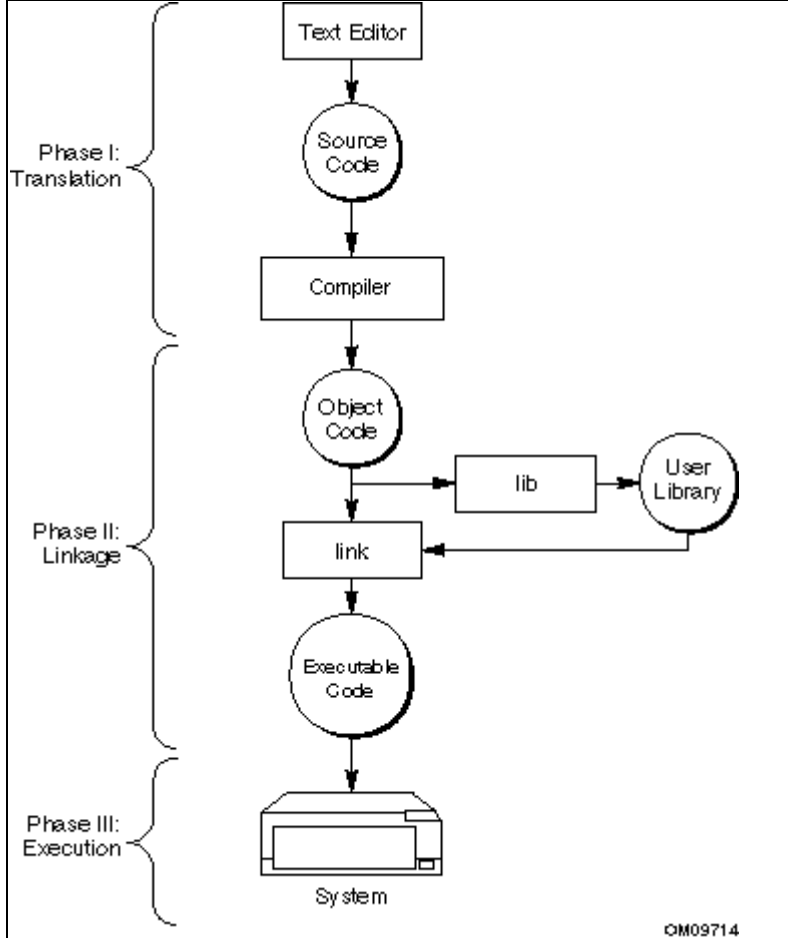 Text Editor
Source
Code
Phase I:
Translation
Compiler
Object
Code
lib
User
Library
Phase II:
Linkage
link
Executable
Code
Phase III:
Execution
System
OM09714